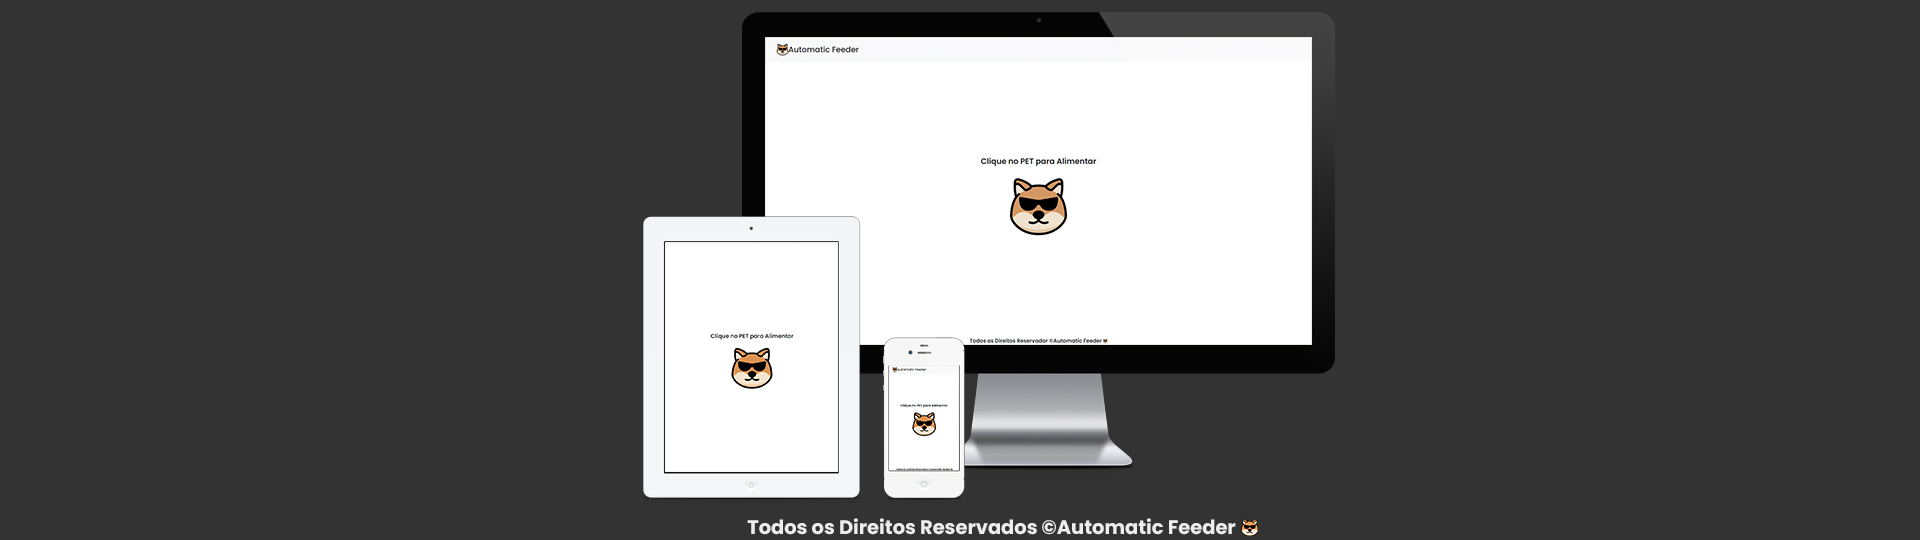 Automatic Feeder
Clique no PET para Alimentar
Todos os Direitos Reservador ©Automatic Feeder
Clique no PET para Alimentar
Automatic Feeder
Clique no PET para Alimentar
Todos os Direitos Reservados ©Automatic Feeder